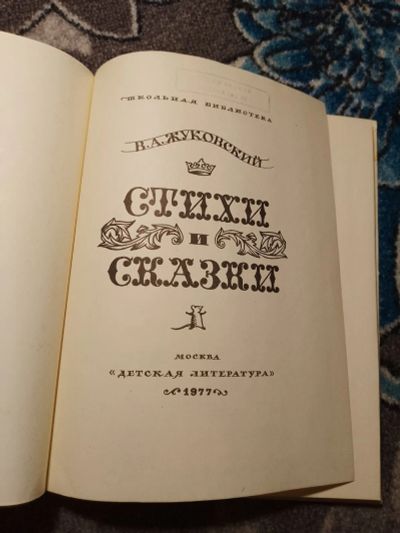 ШКОЛЬНАЯ БИБЛИОТЕКА
В.А.ЖУКОВСКИЙ
СТИХИ
И
СКАЗКИ
МОСКВА
«ДЕТСКАЯ ЛИТЕРАТУРА»
1977